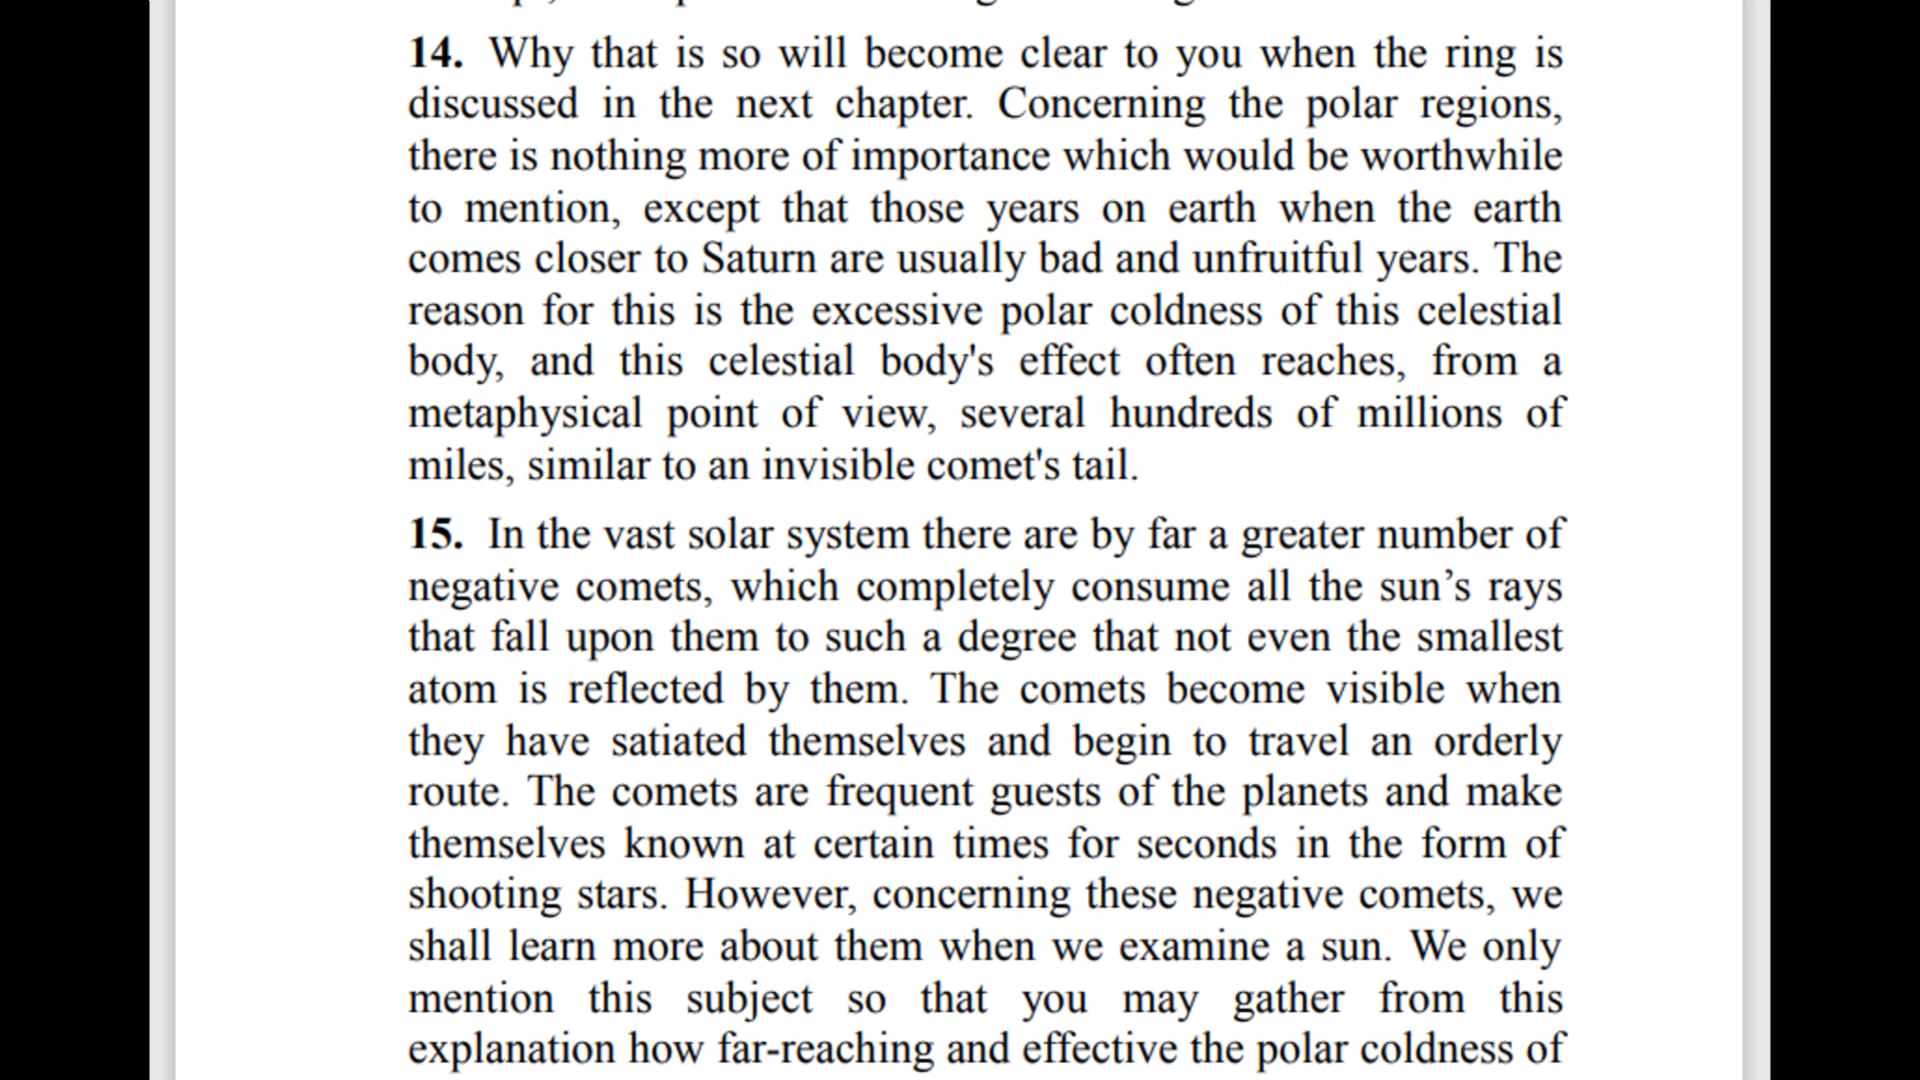 14. Why that is so will become clear to you when the ring is
discussed in the next chapter. Concerning the polar regions,
there is nothing more of importance which would be worthwhile
to mention, except that those years on earth when the earth
comes closer to Saturn are usually bad and unfruitful years. The
reason for this is the excessive polar coldness of this celestial
body, and this celestial body's effect often reaches, from a
metaphysical point of view, several hundreds of millions of
miles, similar to an invisible comet's tail.
15. In the vast solar system there are by far a greater number of
negative comets, which completely consume all the sun’s rays
that fall upon them to such a degree that not even the smallest
atom is reflected by them. The comets become visible when
they have satiated themselves and begin to travel an orderly
route. The comets are frequent guests of the planets and make
themselves known at certain times for seconds in the form of
shooting stars. However, concerning these negative comets, we
shall learn more about them when we examine a sun. We only
mention this subject so that you may gather from this
explanation how far-reaching and effective the polar coldness of